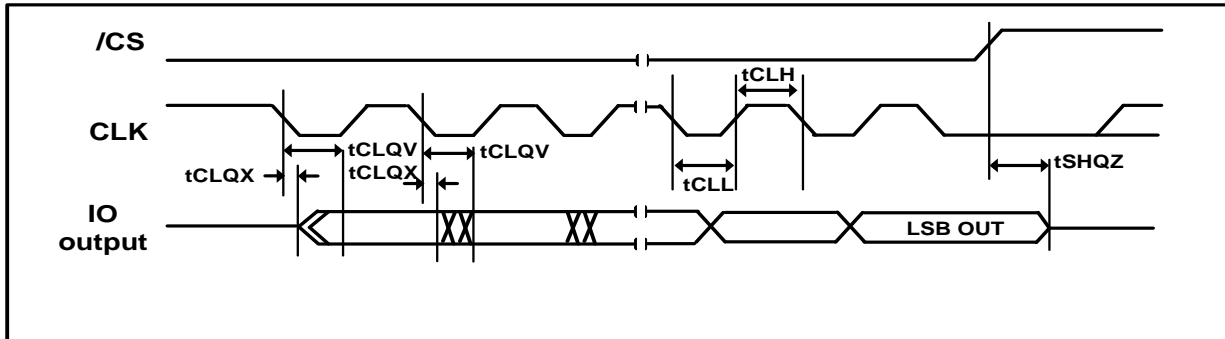 /CS
tCLH
CLK
tCLQV
tCLQV
tCLQX
tCLQX
tCLL
tSHQZ
IO
output
LSB OUT